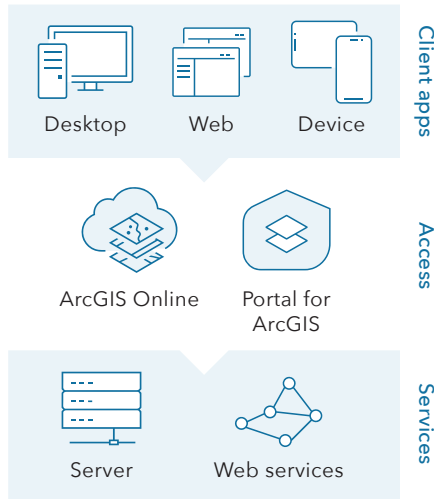 Client apps
Desktop
Web
Device
Access
ArcGIS Online
Portal for
ArcGIS
Services
Server
Web services